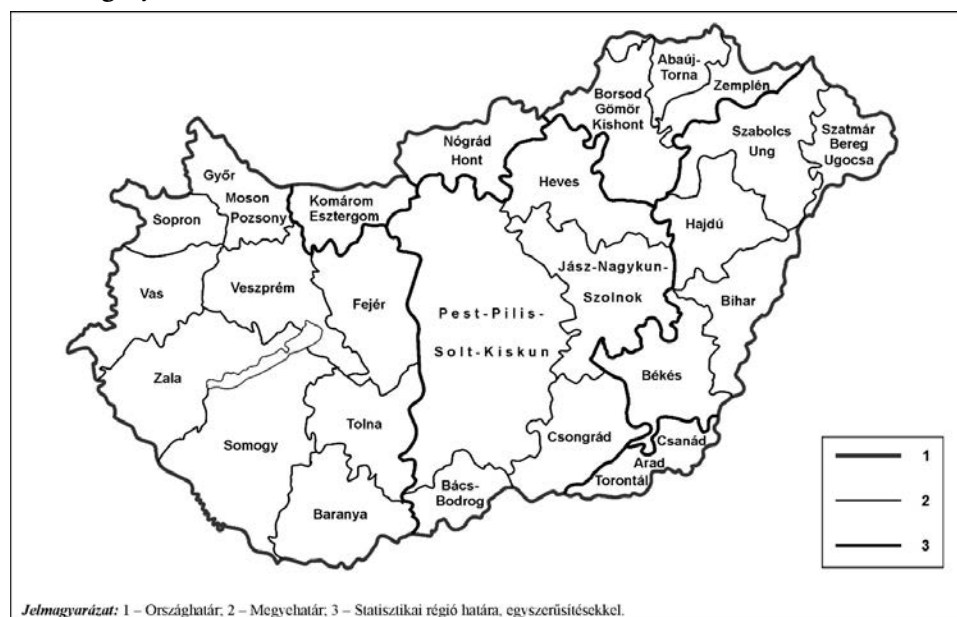 Abaúj-
Torna
Zemplén
Borsod
Gömör
Kishont
Szabolcs
Ung
Szatmár
Bereg
Ugocsa
Nógrád
Hont
Heves
Győr
Moson
Pozsony
Komárom
Esztergom
Sopron
Hajdú
Jász-Nagykun-
Szolnok
Bihar
Vas
Veszprém
Fejér
Pest-Pilis-
Solt-Kiskun
Zala
Békés
Tolna
Somogy
Csongrád
Csanád
Arad
Torontál
Bács-
Bodrog
Baranya
1
2
3
Jelmagyarázat: 1 – Országhatár; 2 – Megyehatár; 3 – Statisztikai régió határa, egyszerűsítésekkel.